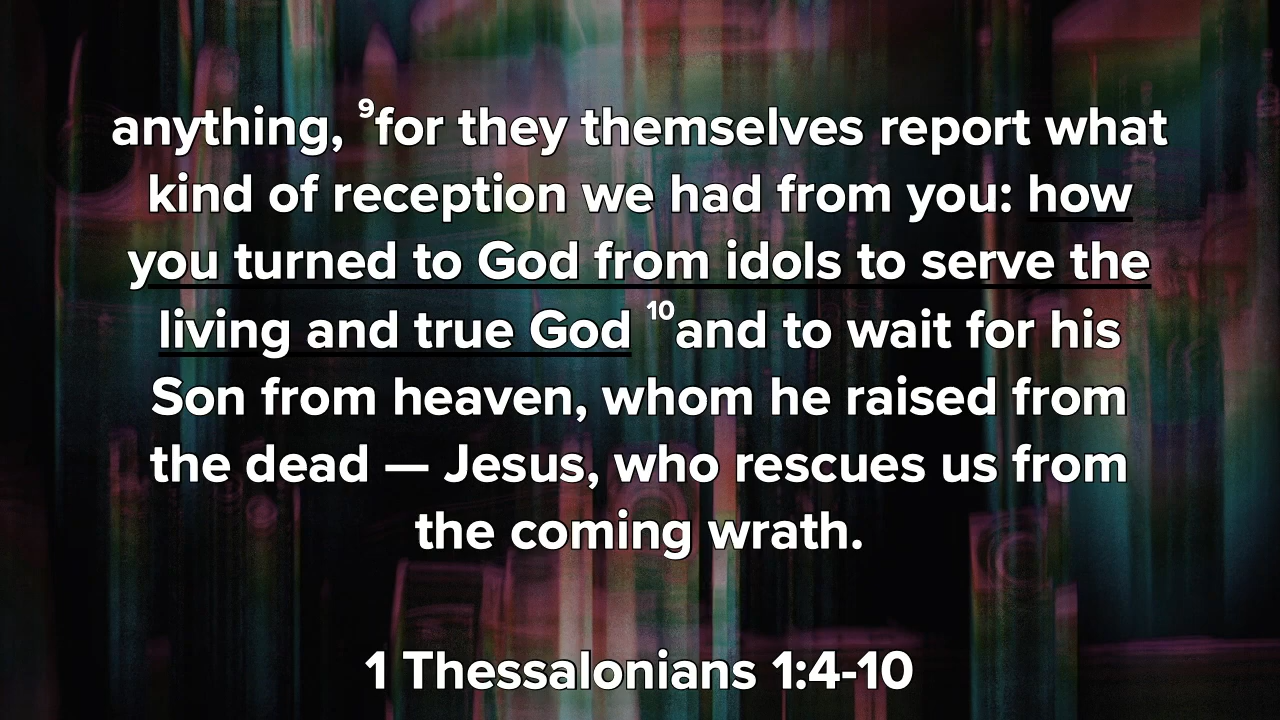 anything, ⁹for they themselves report what
kind of reception we had from you: how
you turned to God from idols to serve the
living and true God ¹⁰and to wait for his
Son from heaven, whom he raised from
the dead — Jesus, who rescues us from
the coming wrath.
1 Thessalonians 1:4-10